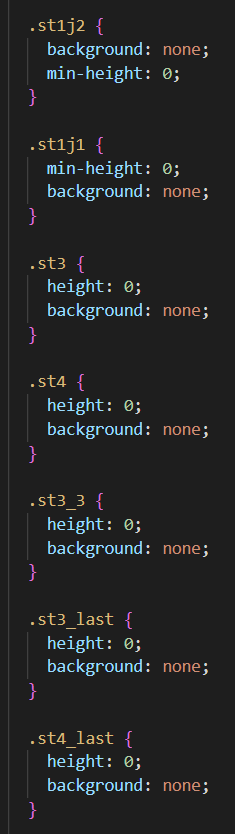 .st1j2 {
  background: none;
  min-height: 0;
}

.st1j1 {
  min-height: 0;
  background: none;
}

.st3 {
  height: 0;
  background: none;
}

.st4 {
  height: 0;
  background: none;
}

.st3_3 {
  height: 0;
  background: none;
}

.st3_last {
  height: 0;
  background: none;
}

.st4_last {
  height: 0;
  background: none;
}